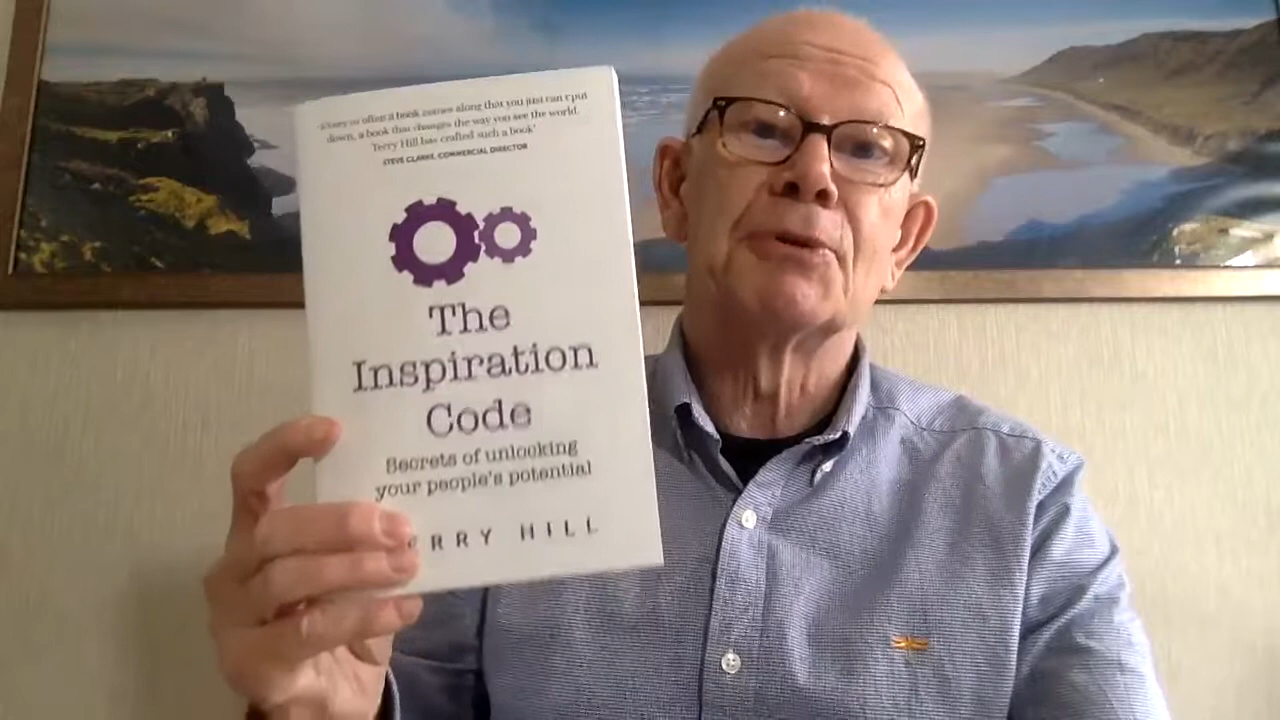 often a book comes along that you just can't put
down, a book that changes the way you see the world.
Terry Hill has crafted such a book'
STEVE CLARKE, COMMERCIAL DIRECTOR
The
Inspiration
Code
Secrets of unlocking
your people's potential
ERRY HILL